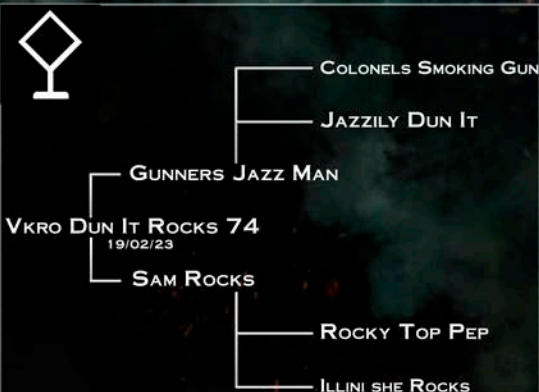 Colonels Smoking Gun
Jazzily Dun It
Gunners Jazz Man
Vkro Dun It Rocks 74
19/02/23
Sam Rocks
Rocky Top Pep
Illini she Rocks